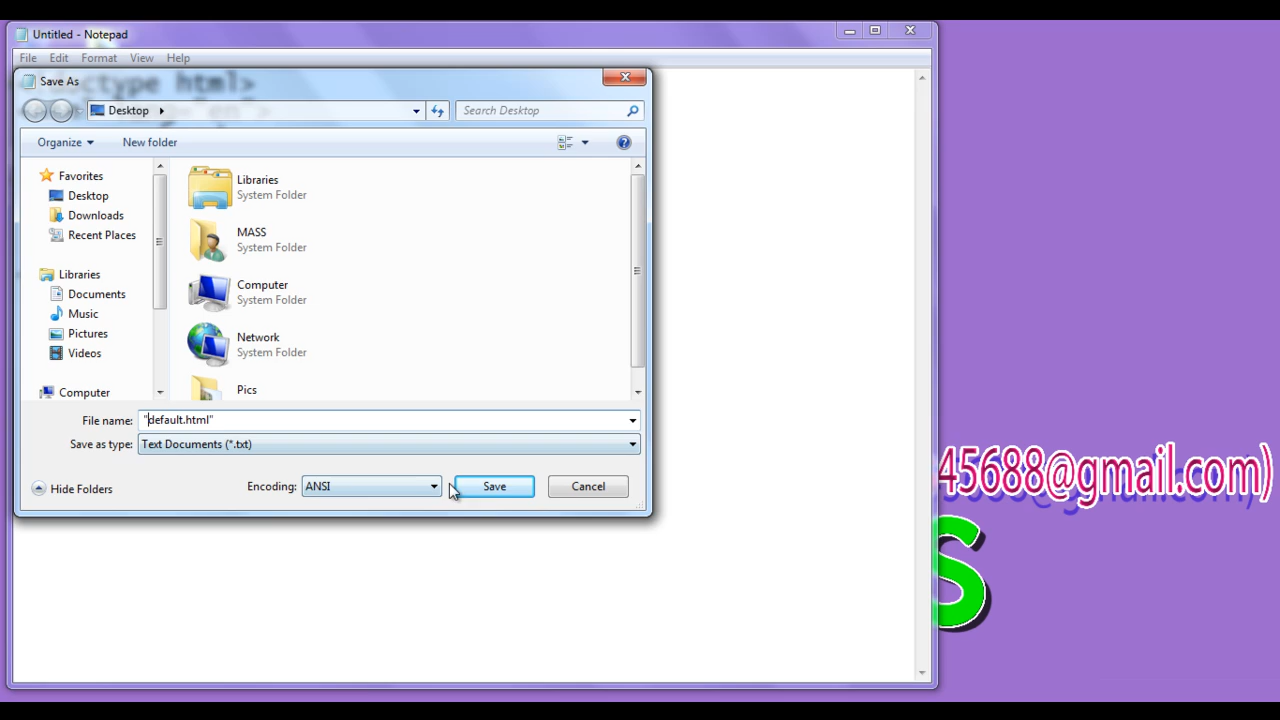 Untitled - Notepad
File Edit Format View Help
ctype html>
Save As
Desktop
Search Desktop
Organize
New folder
Favorites
Desktop
Downloads
Recent Places
Libraries
Documents
Music
Pictures
Videos
Computer
Libraries
System Folder
MASS
System Folder
Computer
System Folder
Network
System Folder
Pics
File name: "default.html"
Save as type: Text Documents (*.txt)
Hide Folders
Encoding: ANSI
Save
Cancel
45688@gmail.com)
S